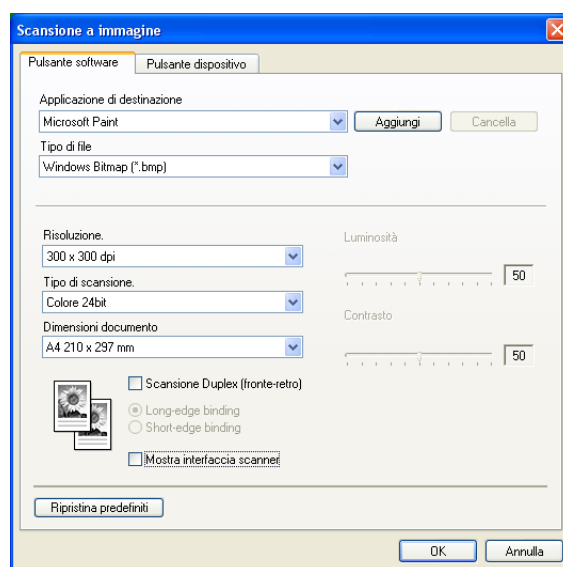 Scansione a immagine
Pulsante software Pulsante dispositivo
Applicazione di destinazione
Microsoft Paint Aggiungi Cancella
Tipo di file
Windows Bitmap (*.bmp)
Risoluzione. Luminosità
300 x 300 dpi 50
Tipo di scansione.
Colore 24bit
Contrasto
Dimensioni documento
A4 210 x 297 mm 50
Scansione Duplex (fronte-retro)
Long-edge binding
Short-edge binding
Mostra interfaccia scanner
Ripristina predefiniti
OK Annulla